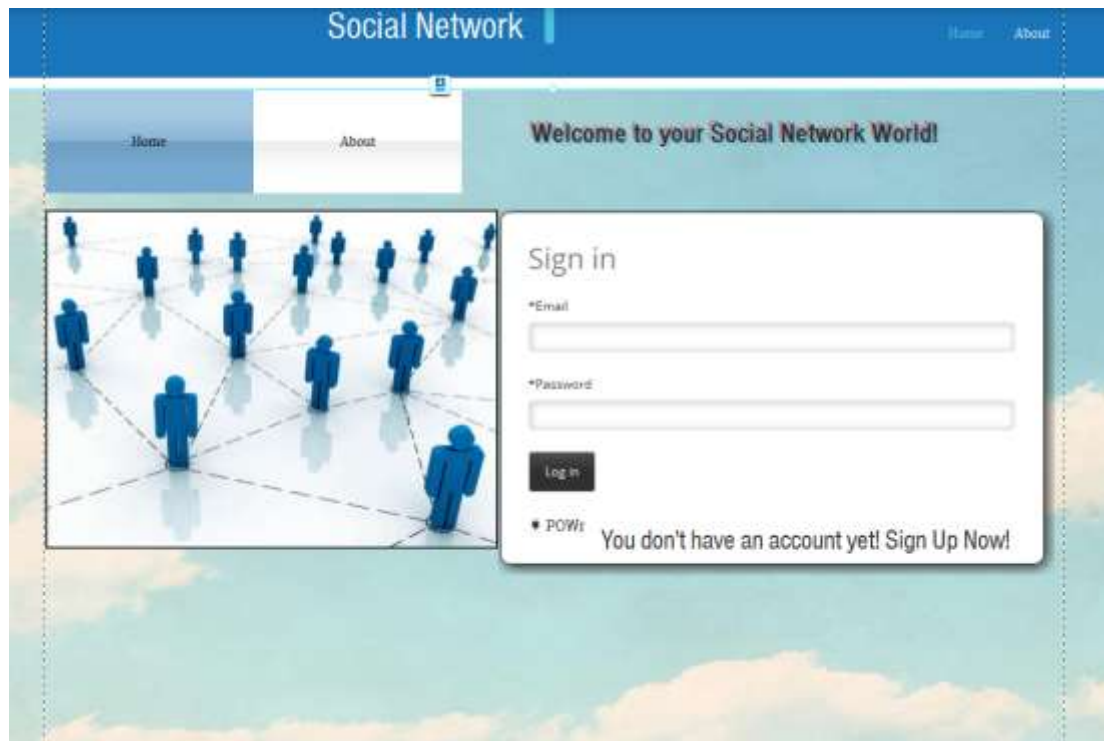 Social Network
Home About
Home About
Welcome to your Social Network World!
Sign in
*Email
*Password
Log in
POWr
You don't have an account yet! Sign Up Now!